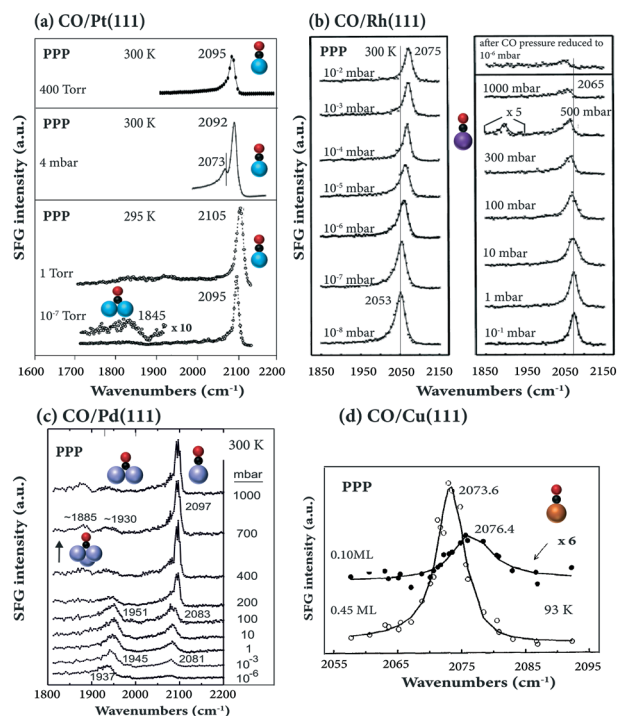 (a) CO/Pt(111)
PPP 300 K 2095
400 Torr
PPP 300 K 2092
2073
4 mbar
PPP 295 K 2105
1 Torr
2095
10⁻⁷ Torr 1845 x 10
SFG intensity (a.u.)
1600 1700 1800 1900 2000 2100 2200
Wavenumbers (cm⁻¹)
(b) CO/Rh(111)
PPP 300 K 2075
10⁻² mbar
10⁻³ mbar
10⁻⁴ mbar
10⁻⁵ mbar
10⁻⁶ mbar
10⁻⁷ mbar
2053
10⁻⁸ mbar
SFG intensity (a.u.)
1850 1950 2050 2150
after CO pressure reduced to
10⁻⁶ mbar
1000 mbar 2065
x 5 500 mbar
300 mbar
100 mbar
10 mbar
1 mbar
10⁻¹ mbar
1850 1950 2050 2150
Wavenumbers (cm⁻¹)
(c) CO/Pd(111)
PPP 300 K
mbar
1000
~1885 ~1930 2097
700
400
200
1951 2083
100
10
1
1945 2081
10⁻³
1937
10⁻⁶
SFG intensity (a.u.)
1800 1900 2000 2100 2200
Wavenumbers (cm⁻¹)
(d) CO/Cu(111)
PPP
2073.6
2076.4
x 6
0.10ML
0.45 ML 93 K
SFG intensity (a.u.)
2055 2065 2075 2085 2095
Wavenumbers (cm⁻¹)